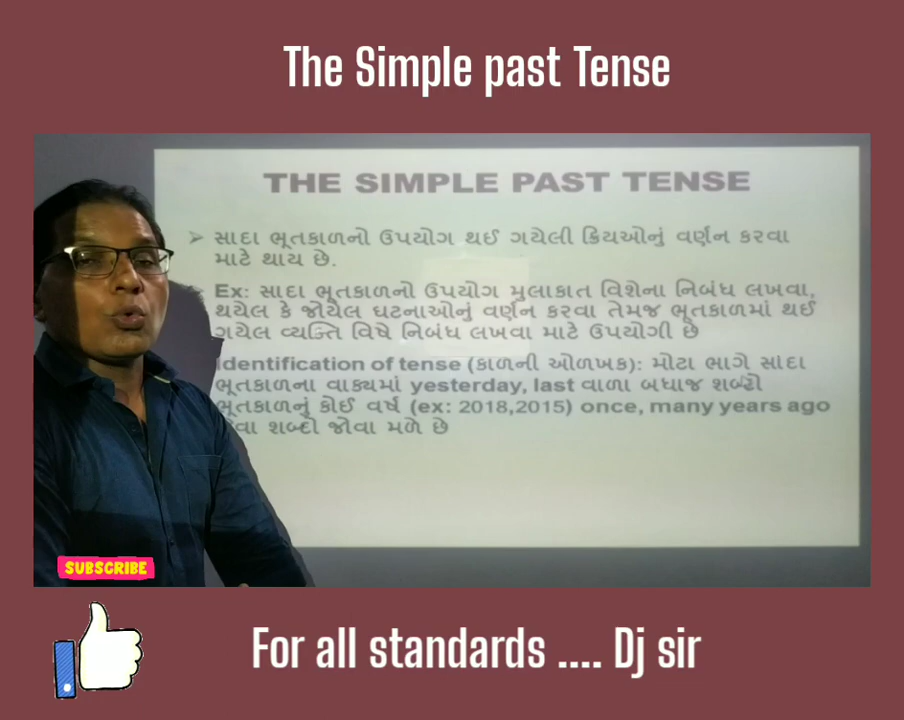 The Simple past Tense
THE SIMPLE PAST TENSE
➤ સાદા ભૂતકાળનો ઉપયોગ થઈ ગયેલી ક્રિયઓનું વર્ણન કરવા
માટે થાય છે.
Ex: સાદા ભૂતકાળનો ઉપયોગ મુલાકાત વિશેના નિબંધ લખવા,
થયેલ કે જોયેલ ઘટનાઓનું વર્ણન કરવા તેમજ ભૂતકાળમાં થઈ
ગયેલ વ્યક્તિ વિષે નિબંધ લખવા માટે ઉપયોગી છે
Identification of tense (કાળની ઓળખક): મોટા ભાગે સાદા
ભૂતકાળના વાક્યમાં yesterday, last વાળા બધાજ શબ્દો
ભૂતકાળનું કોઈ વર્ષ (ex: 2018,2015) once, many years ago
શબ્દો જોવા મળે છે
SUBSCRIBE
For all standards .... Dj sir